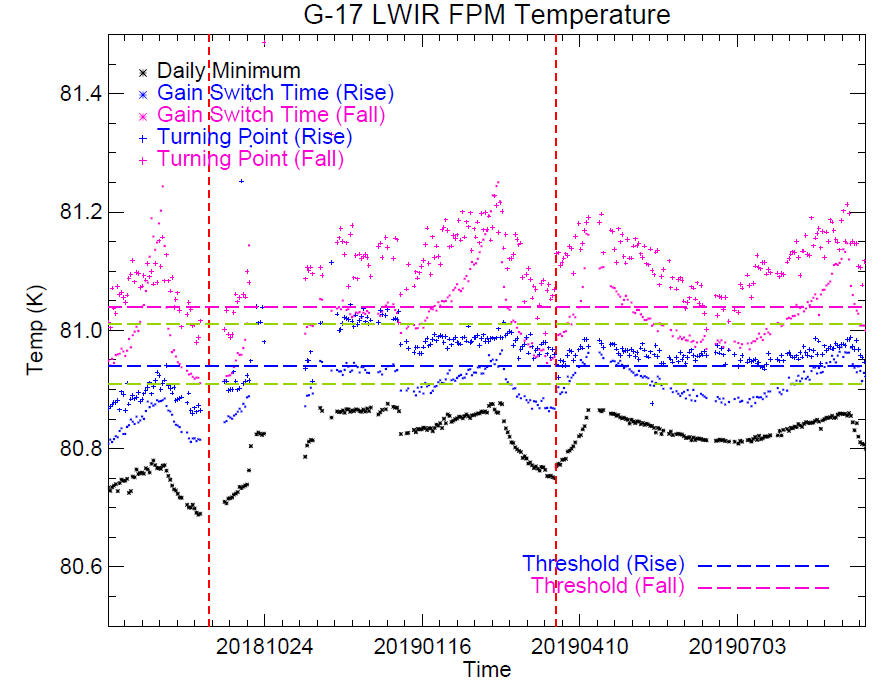 G-17 LWIR FPM Temperature
Daily Minimum
Gain Switch Time (Rise)
Gain Switch Time (Fall)
Turning Point (Rise)
Turning Point (Fall)
81.4
81.2
81.0
80.8
80.6
Temp (K)
Threshold (Rise)
Threshold (Fall)
20181024 20190116 20190410 20190703
Time